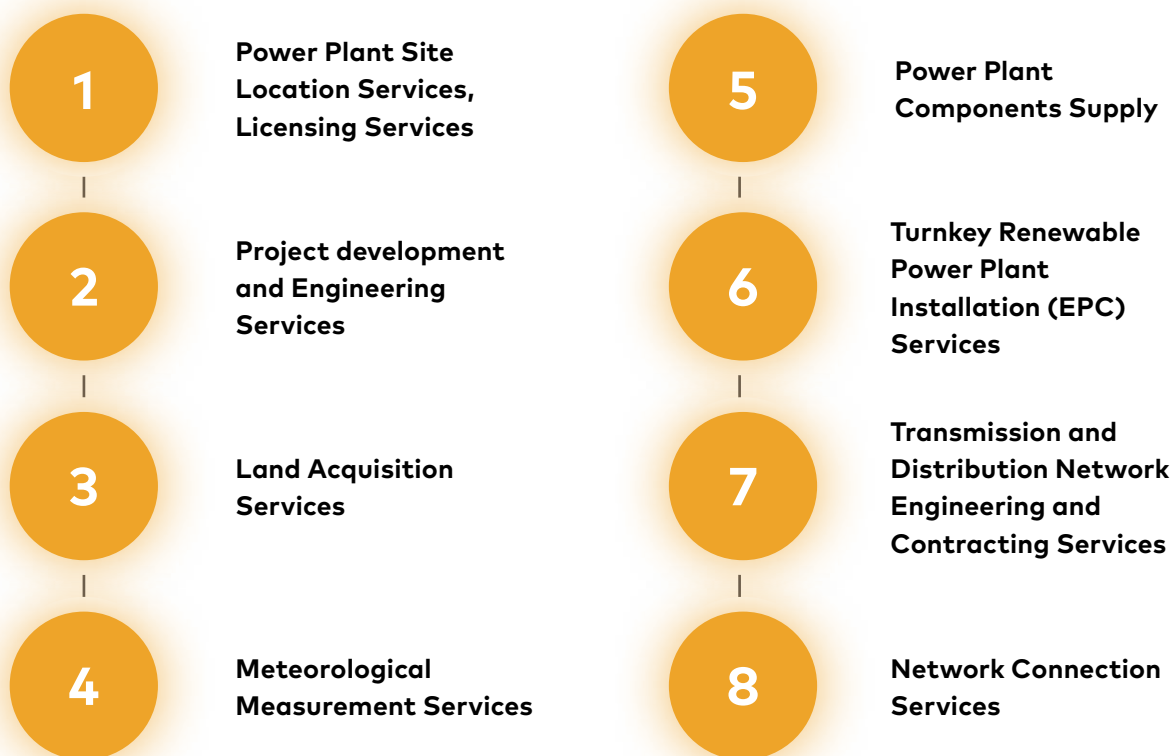 1
Power Plant Site
Location Services,
Licensing Services
2
Project development
and Engineering
Services
3
Land Acquisition
Services
4
Meteorological
Measurement Services
5
Power Plant
Components Supply
6
Turnkey Renewable
Power Plant
Installation (EPC)
Services
7
Transmission and
Distribution Network
Engineering and
Contracting Services
8
Network Connection
Services